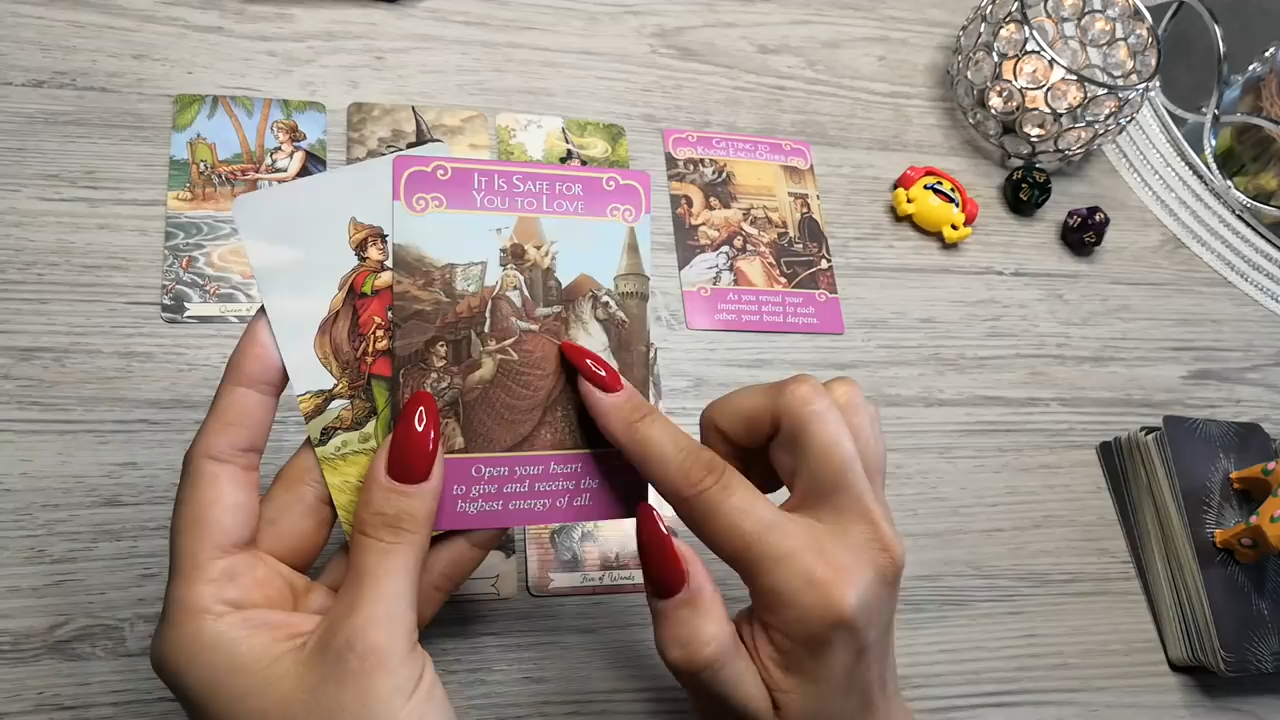 It Is Safe for
You to Love
Open your heart
to give and receive the
highest energy of all.
Getting to
Know Each Other
As you reveal your
innermost selves to each
other, your bond deepens.
Queen of
Five of Wands